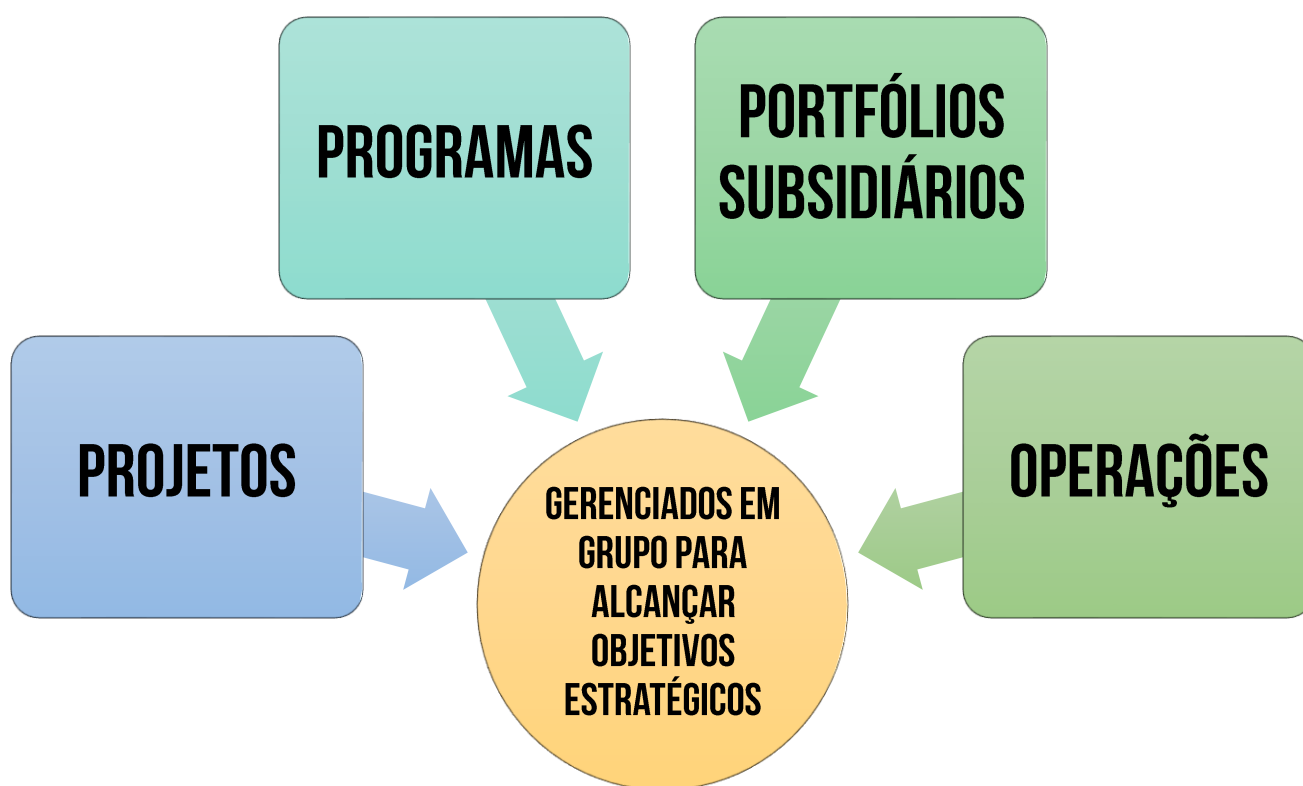 PROGRAMAS
PORTFÓLIOS
SUBSIDIÁRIOS
PROJETOS
OPERAÇÕES
GERENCIADOS EM
GRUPO PARA
ALCANÇAR
OBJETIVOS
ESTRATÉGICOS